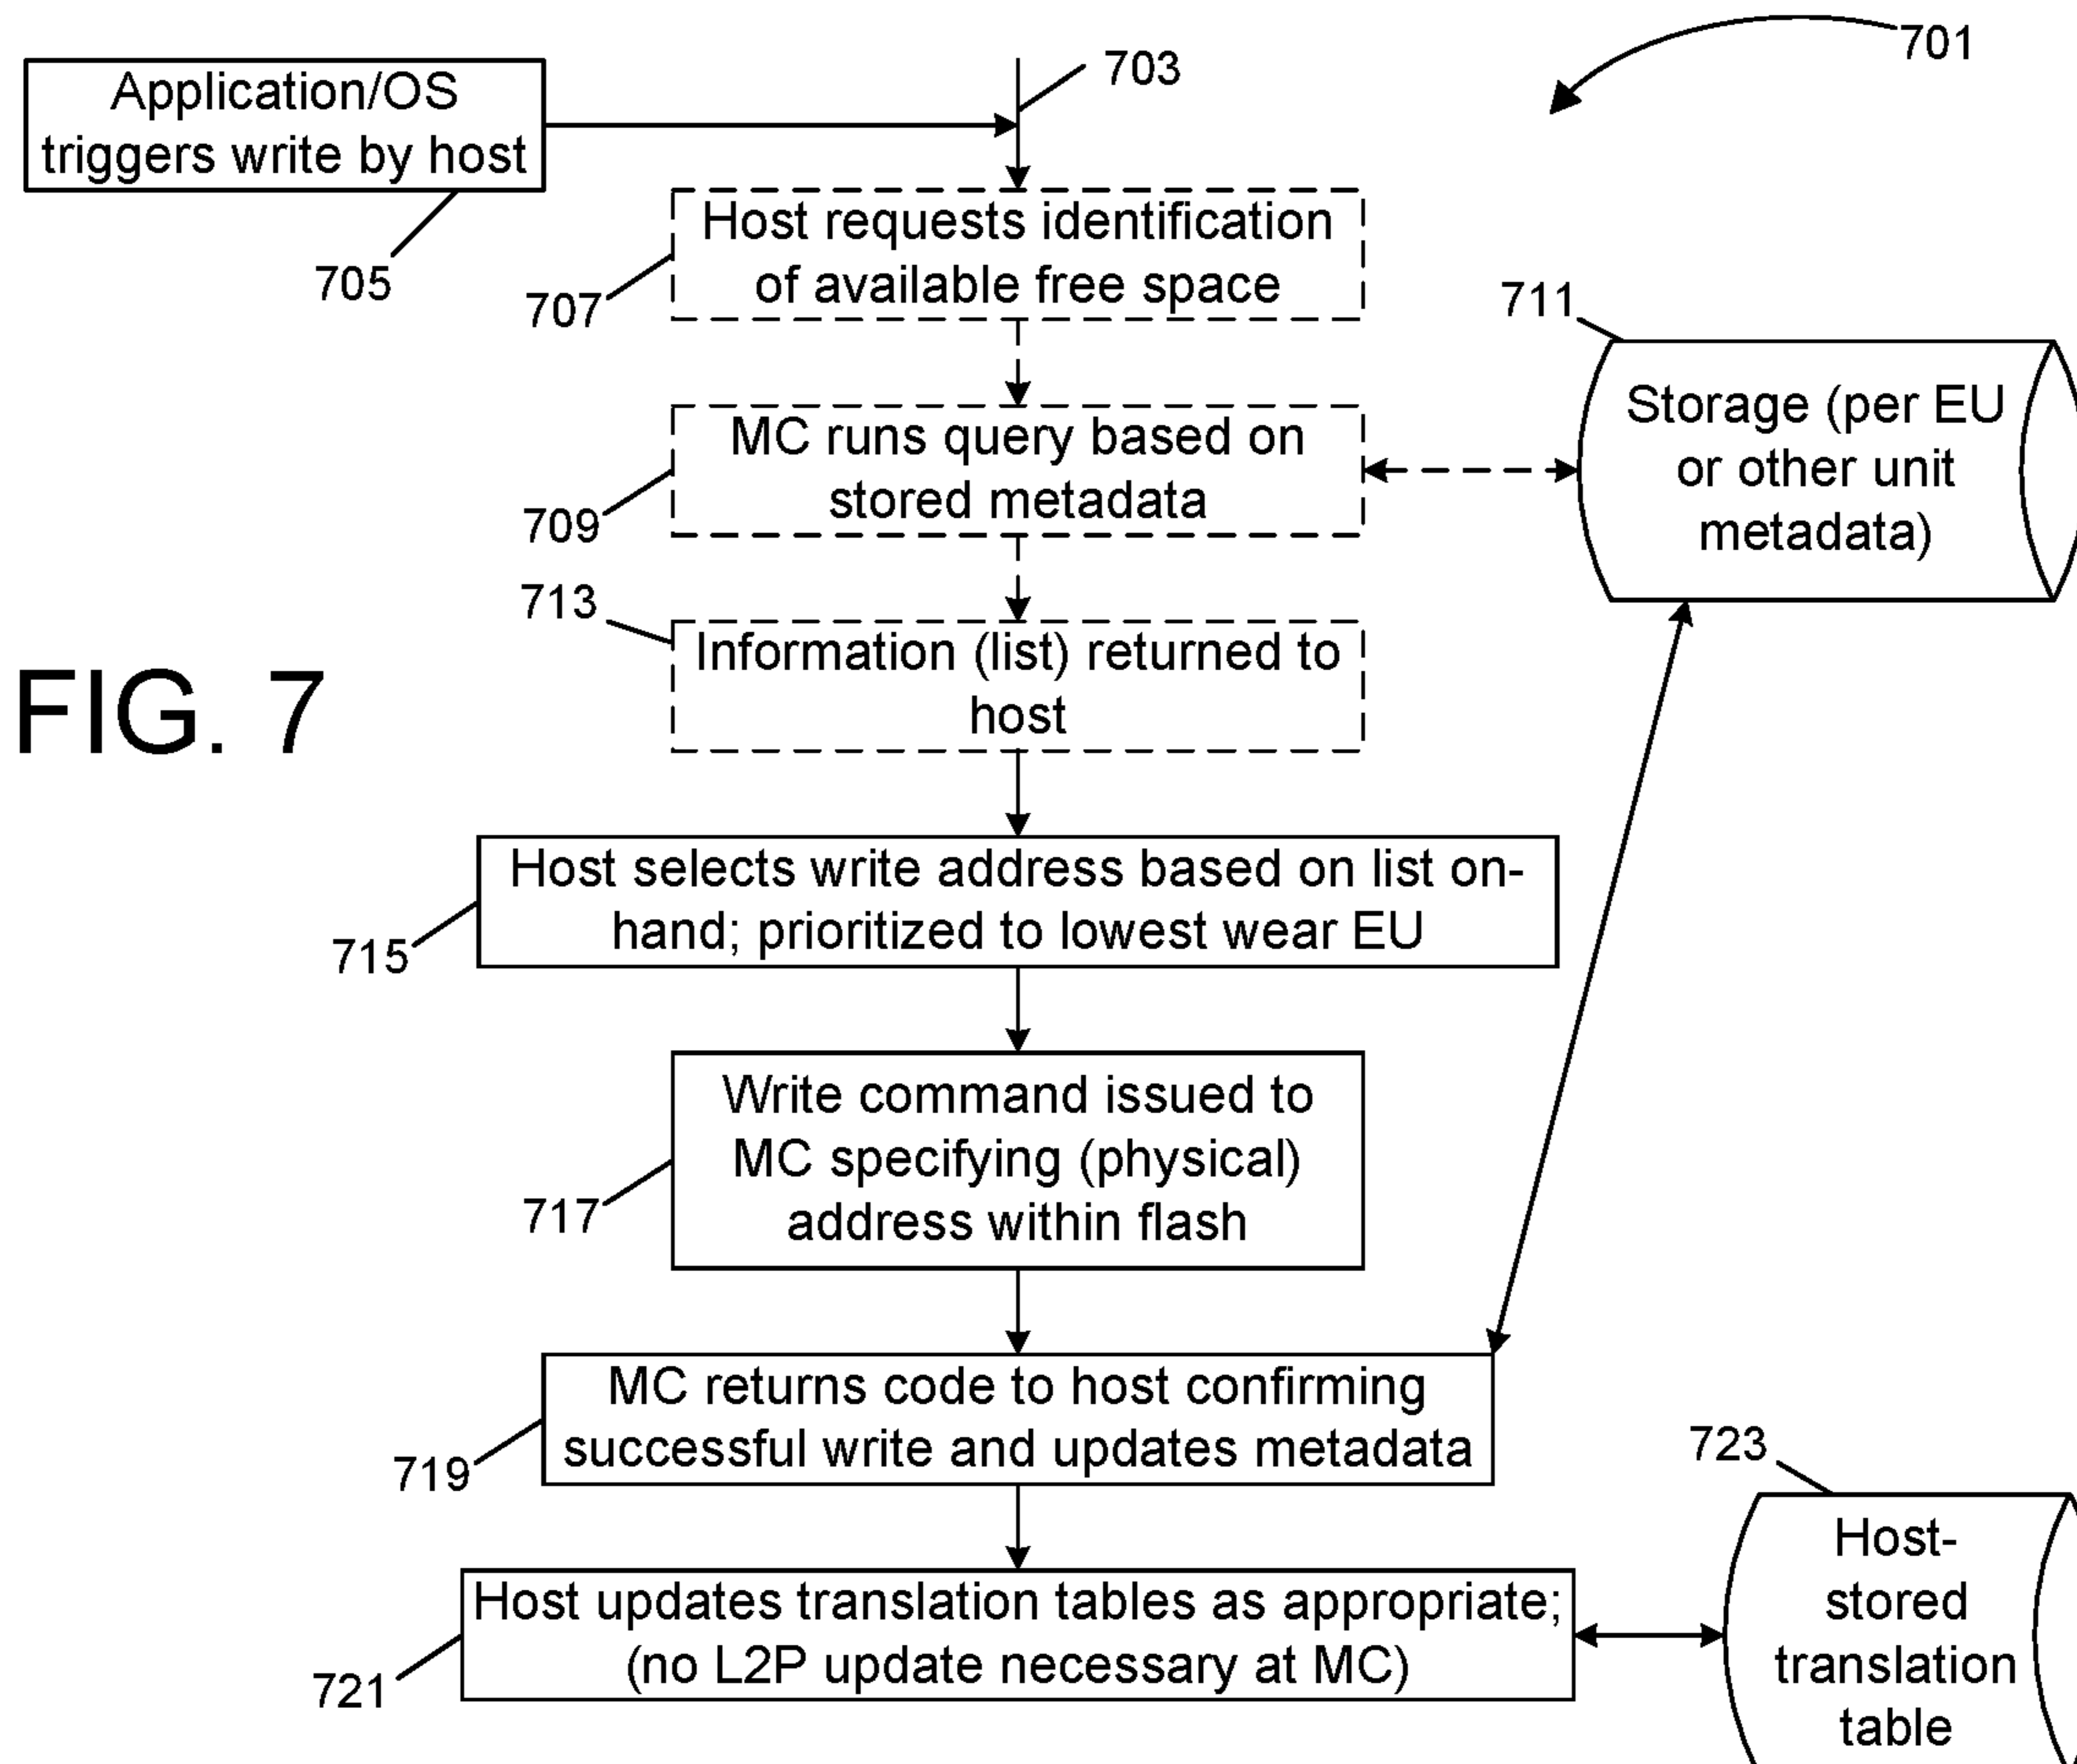 701
703
Application/OS
triggers write by host
705
Host requests identification
of available free space
707
711
Storage (per EU
or other unit
metadata)
MC runs query based on
stored metadata
709
713
Information (list) returned to
host
FIG. 7
Host selects write address based on list on-
hand; prioritized to lowest wear EU
715
Write command issued to
MC specifying (physical)
address within flash
717
MC returns code to host confirming
successful write and updates metadata
719
723
Host-
stored
translation
table
Host updates translation tables as appropriate;
(no L2P update necessary at MC)
721